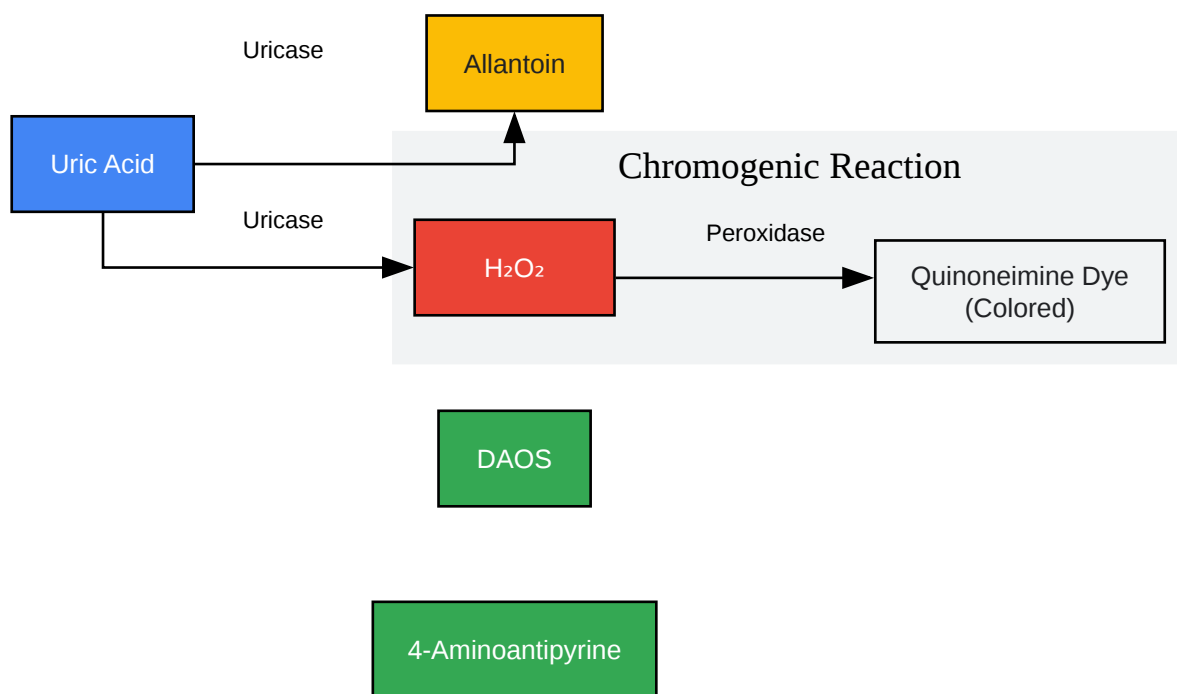 Uricase
Allantoin
Uric Acid
Chromogenic Reaction
Uricase
H₂O₂
Peroxidase
Quinoneimine Dye
(Colored)
DAOS
4-Aminoantipyrine